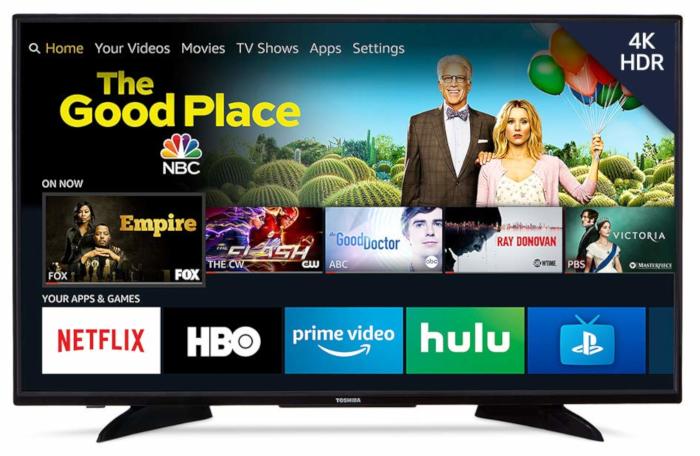 Home Your Videos Movies TV Shows Apps Settings
4K
HDR
The
Good Place
NBC
ON NOW
Empire
FOX
FOX
THE FLASH
THE CW
CW
the Good Doctor
ABC
abc
RAY DONOVAN
SHOWTIME
VICTORIA
PBS
MASTERPIECE
YOUR APPS & GAMES
NETFLIX
HBO
prime video
hulu
TOSHIBA